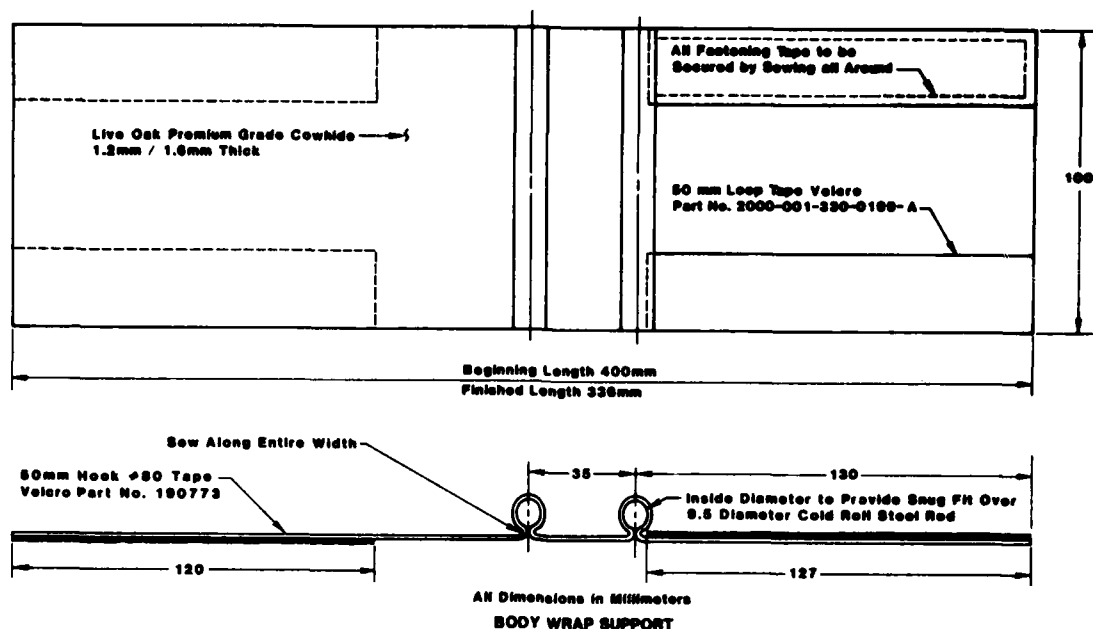 All Fastening Tape to be
Secured by Sewing all Around
Live Oak Premium Grade Cowhide
1.2mm / 1.6mm Thick
100
50 mm Loop Tape Velcro
Part No. 2000-001-330-0199-A
Beginning Length 400mm
Finished Length 336mm
Sew Along Entire Width
35
130
50mm Hook #80 Tape
Velcro Part No. 190773
Inside Diameter to Provide Snug Fit Over
9.5 Diameter Cold Roll Steel Rod
120
127
All Dimensions in Millimeters
BODY WRAP SUPPORT